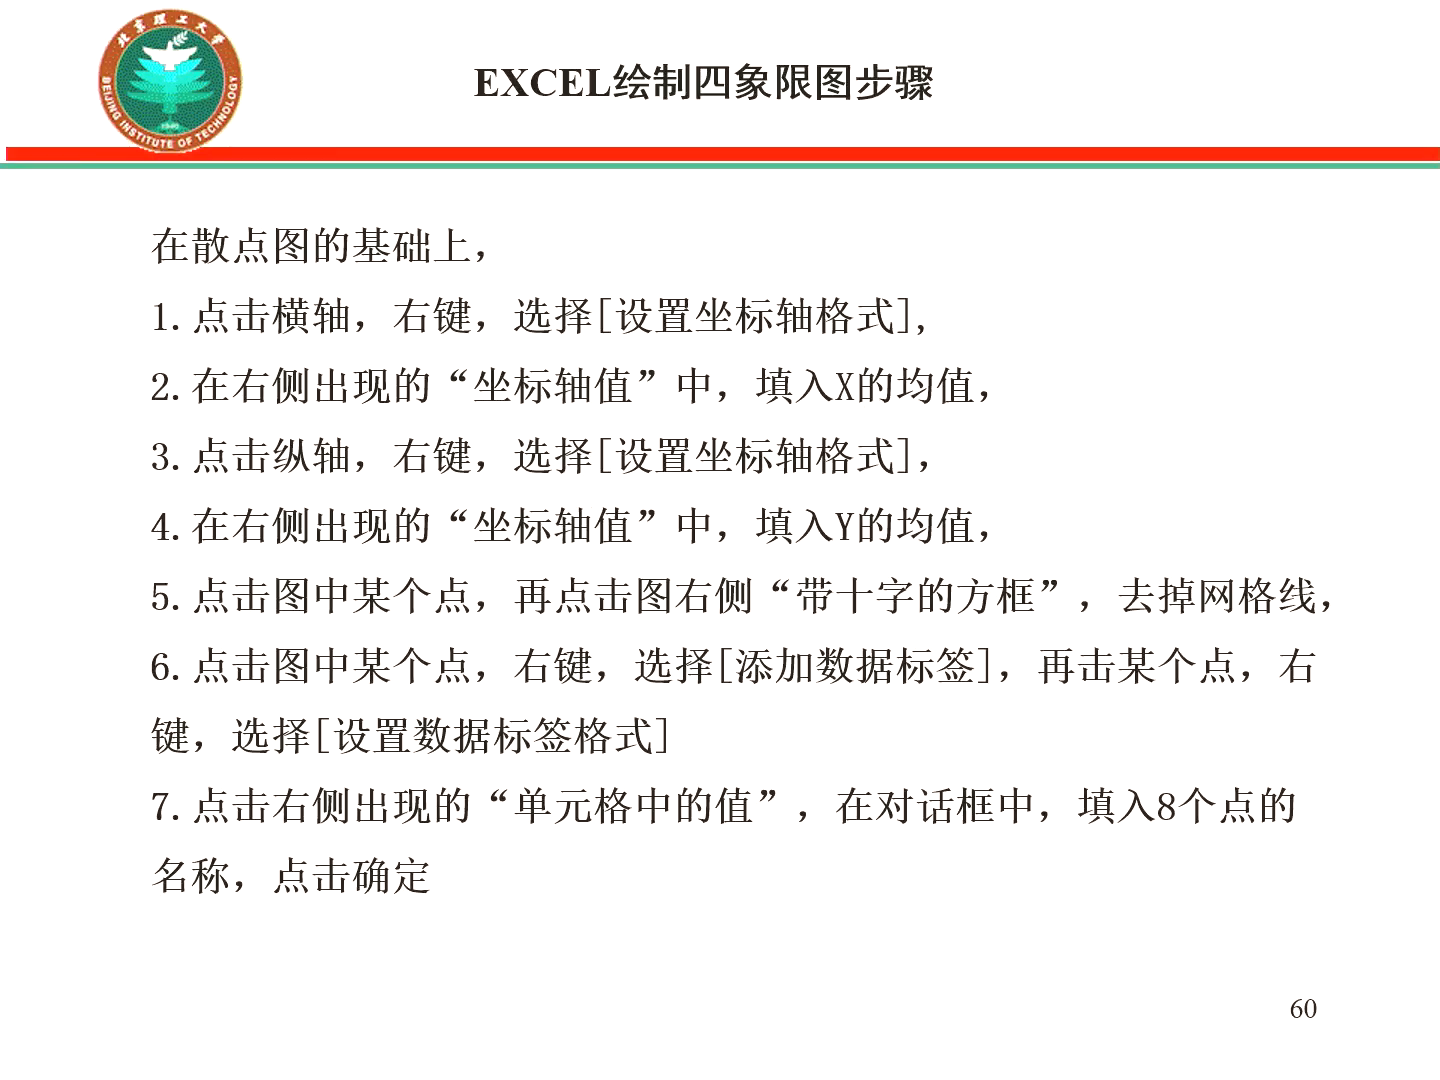 北京理工大学
BEIJING INSTITUTE OF TECHNOLOGY
1940
EXCEL绘制四象限图步骤
在散点图的基础上，
1.点击横轴，右键，选择[设置坐标轴格式],
2.在右侧出现的“坐标轴值”中，填入X的均值，
3.点击纵轴，右键，选择[设置坐标轴格式]，
4.在右侧出现的“坐标轴值”中，填入Y的均值，
5.点击图中某个点，再点击图右侧“带十字的方框”，去掉网格线，
6.点击图中某个点，右键，选择[添加数据标签]，再击某个点，右
键，选择[设置数据标签格式]
7.点击右侧出现的“单元格中的值”，在对话框中，填入8个点的
名称，点击确定
60